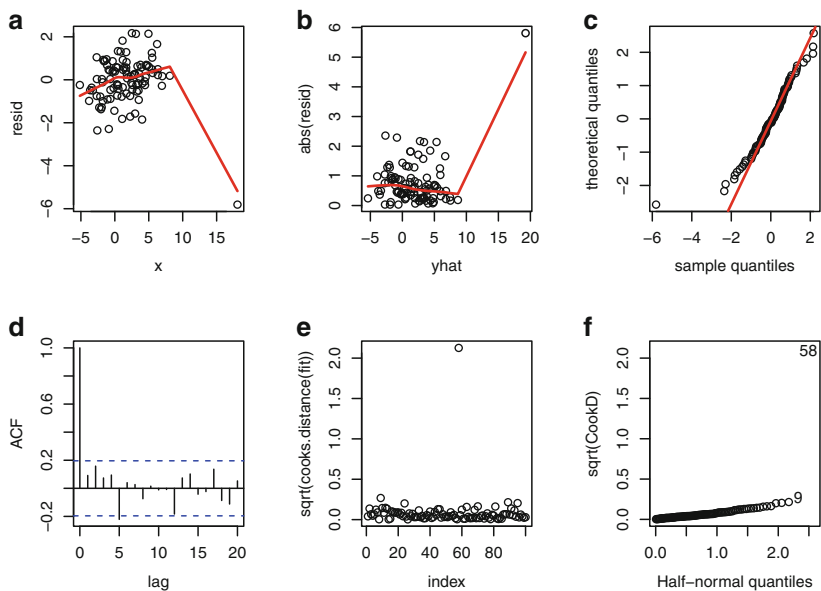 a
resid
2
0
−2
−4
−6
−5 0 5 10 15
x
b
abs(resid)
6
5
4
3
2
1
0
−5 0 5 10 15 20
yhat
c
theoretical quantiles
2
1
0
−1
−2
−6 −4 −2 0 2
sample quantiles
d
ACF
1.0
0.6
0.2
−0.2
0 5 10 15 20
lag
e
sqrt(cooks.distance(fit))
2.0
1.5
1.0
0.5
0.0
0 20 40 60 80
index
f
sqrt(CookD)
2.0
1.5
1.0
0.5
0.0
58
9
0.0 1.0 2.0
Half−normal quantiles